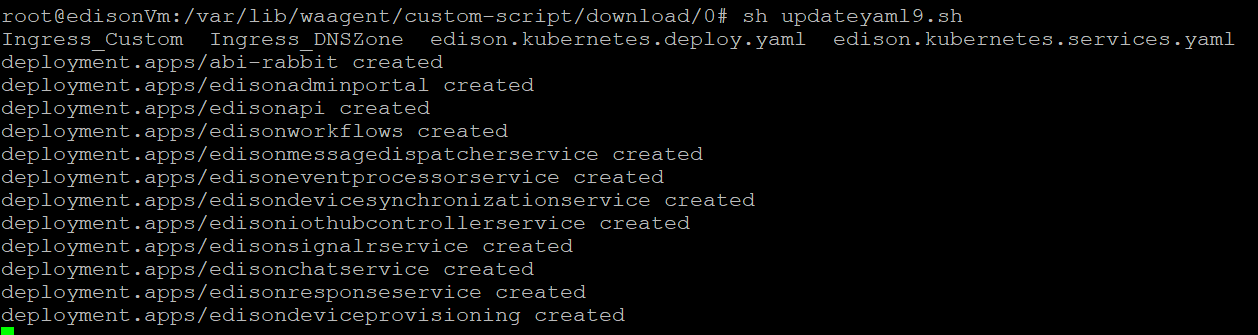 root@edisonVm:/var/lib/waagent/custom-script/download/0# sh updateyaml9.sh
Ingress_Custom  Ingress_DNSZone  edison.kubernetes.deploy.yaml  edison.kubernetes.services.yaml
deployment.apps/abi-rabbit created
deployment.apps/edisonadminportal created
deployment.apps/edisonapi created
deployment.apps/edisonworkflows created
deployment.apps/edisonmessagedispatcherservice created
deployment.apps/edisoneventprocessorservice created
deployment.apps/edisondevicesynchronizationservice created
deployment.apps/edisoniothubcontrollerservice created
deployment.apps/edisonsignalrservice created
deployment.apps/edisonchatservice created
deployment.apps/edisonresponseservice created
deployment.apps/edisondeviceprovisioning created